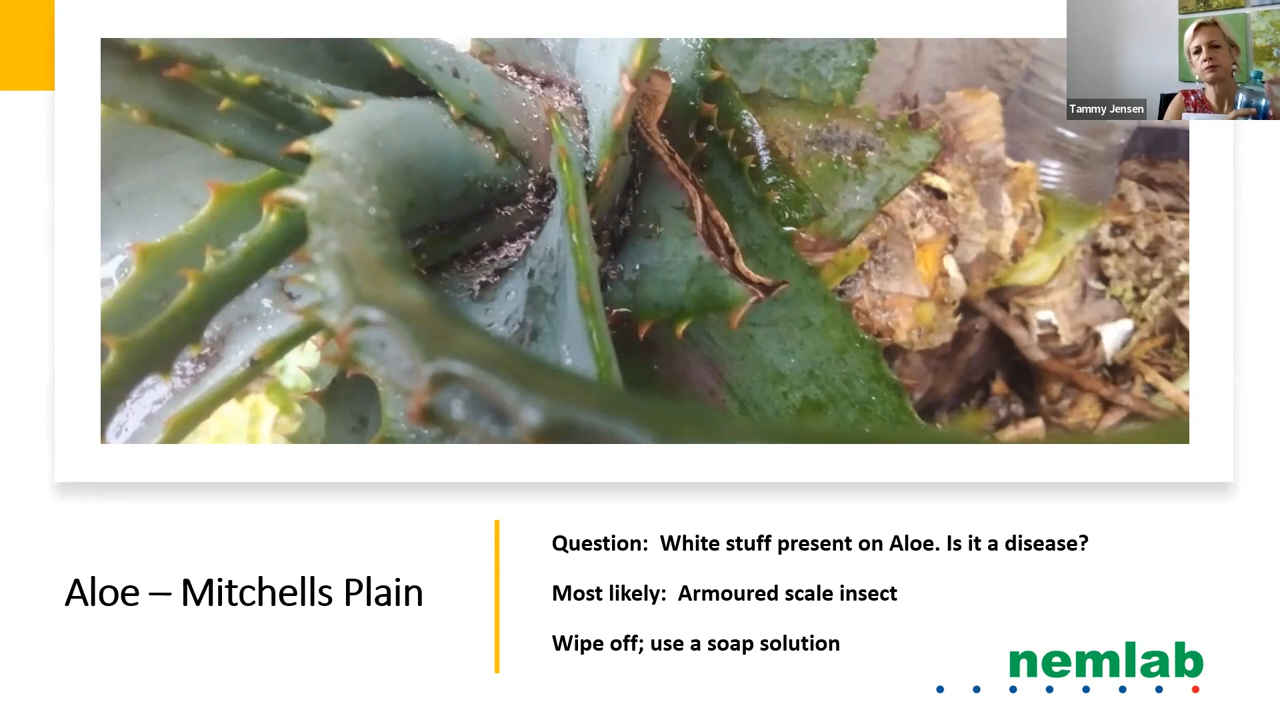 Tammy Jensen
Aloe – Mitchells Plain
Question:  White stuff present on Aloe. Is it a disease?
Most likely:  Armoured scale insect
Wipe off; use a soap solution
nemlab